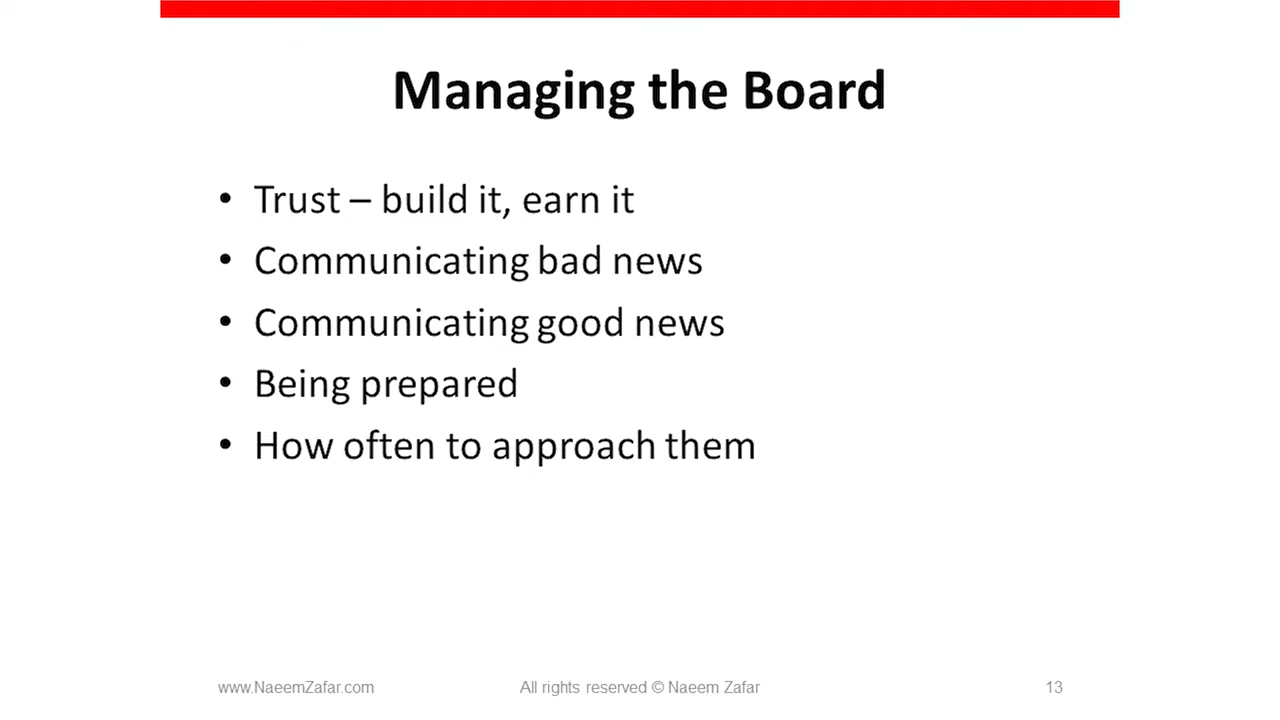 Managing the Board
• Trust – build it, earn it
• Communicating bad news
• Communicating good news
• Being prepared
• How often to approach them
www.NaeemZafar.com
All rights reserved © Naeem Zafar
13